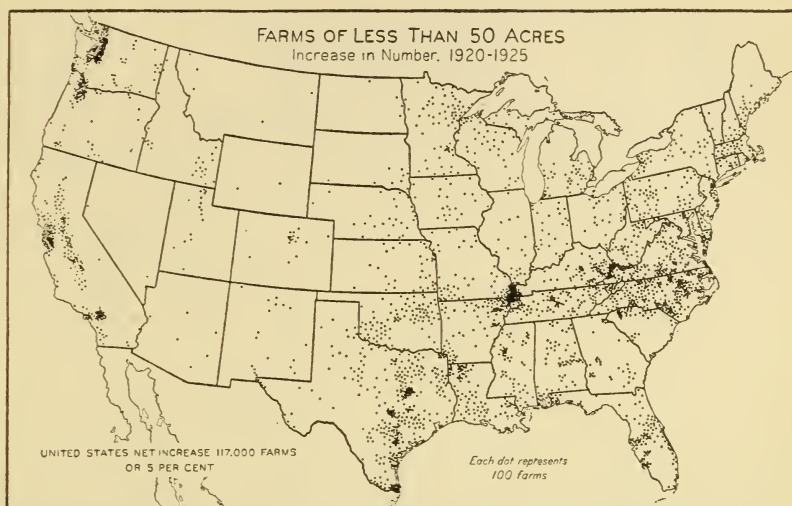 FARMS OF LESS THAN 50 ACRES
Increase in Number, 1920-1925
UNITED STATES NET INCREASE 117,000 FARMS
OR 5 PER CENT
Each dot represents
100 farms